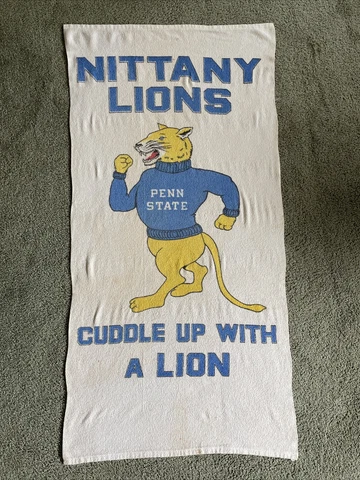 NITTANY
LIONS
PENN
STATE
CUDDLE UP WITH
A LION